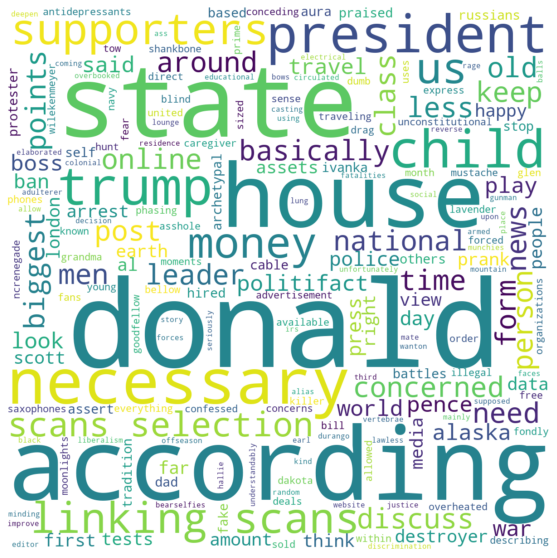 deepen antidepressants based conceding aura praised russians
supporters president
shankbone tow primer
points said around travel us old
ass electrical
protester coming overbooked educational navy direct bows circulated uses dumb rage express balls
state class less keep happy
wilekenmeyer blind sense casting using traveling drag unconstitutional reverse stop
boss self online basically child
hunt fear united lounge sized caregiver
ban arrest residence colonial fatalities assets ivanka month mustache glen
adulterer elaborated archetypal social gunman
trump house play
phones allow decision phasing lung lavender upon armed place
biggest london known asshole post money national news people
ncrenegade grandma moments cable forced munchies
men earth leader police others time prank person form
fans young al bellow politifact unfortunately mountain organizations
look goodfellow story forces seriously hired advertisement available irs press right view day order mate wanton
scott
donald
necessary concerned data
alias third battles illegal faces
saxophones assert everything confessed killer concerns world pence supposed mainly free
scans selection need
black liberalism offseason earl vertebrae bill durango lawless alaska fondly
moonlights tradition far kind dakota media allowed
according
dad hallie understandably random website justice overheated
minding bearselfies deals discrimination
linking scans discuss war
improve fake
editor first tests amount sold think within destroyer describing